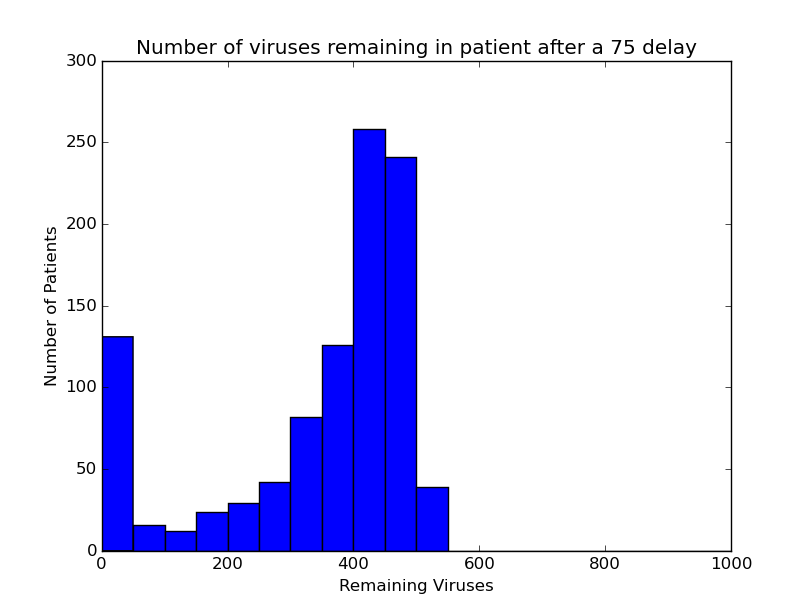 Number of viruses remaining in patient after a 75 delay
300
250
200
150
100
50
0
Number of Patients
0 200 400 600 800 1000
Remaining Viruses